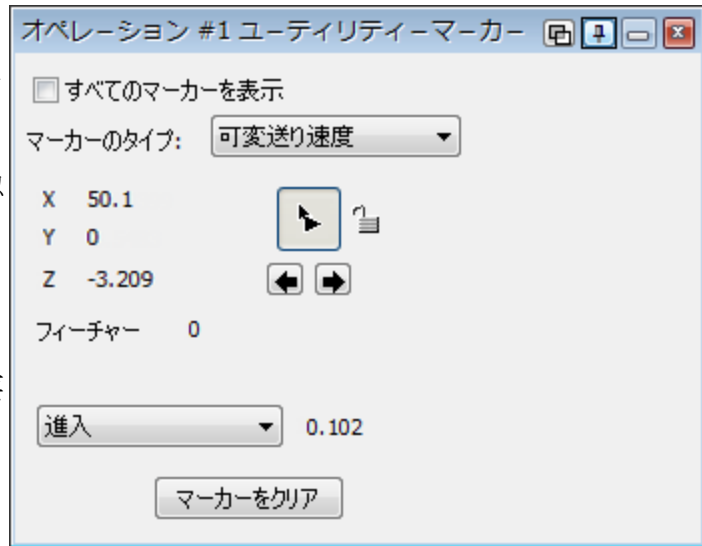 オペレーション #1 ユーティリティーマーカー
すべてのマーカーを表示
マーカーのタイプ: 可変送り速度
X 50.1
Y 0
Z -3.209
フィーチャー 0
進入 0.102
マーカーをクリア